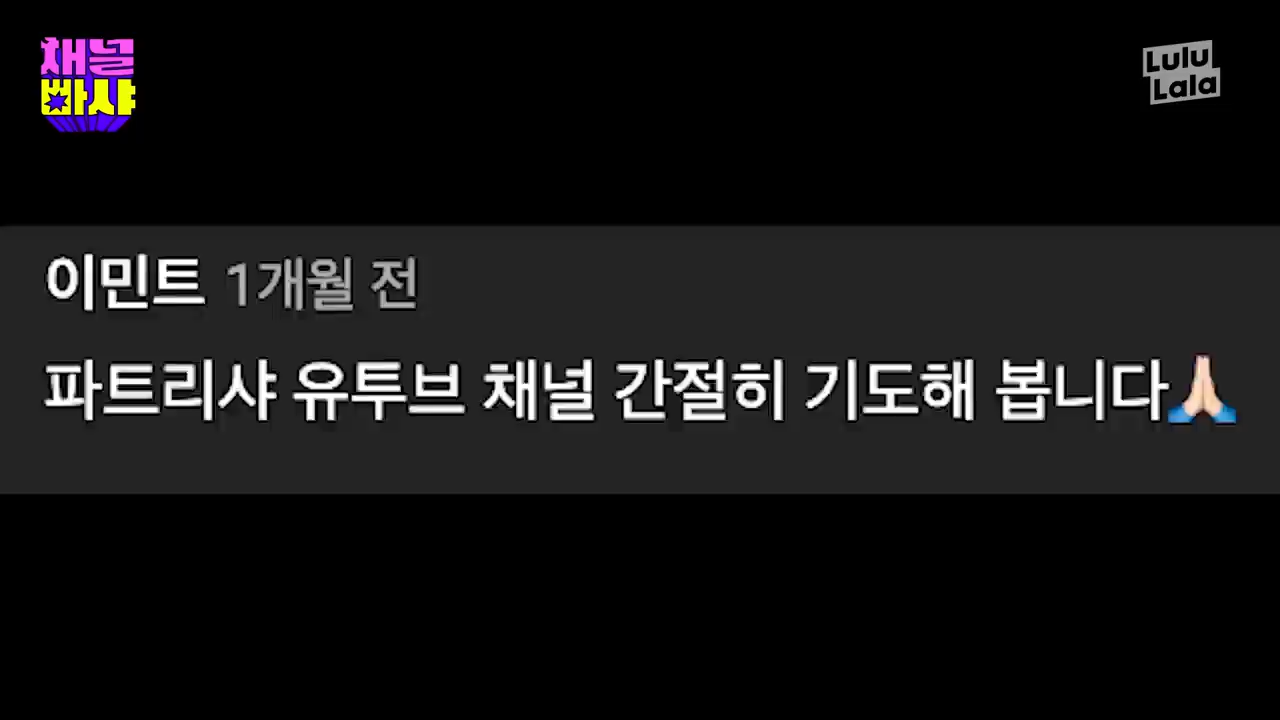 채널
빠샤
Lulu
Lala
이민트 1개월 전
파트리샤 유투브 채널 간절히 기도해 봅니다🙏🏻